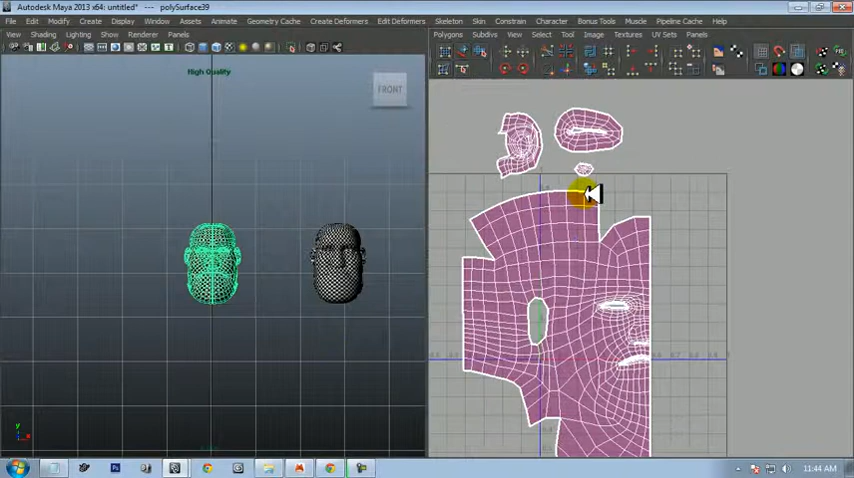 Autodesk Maya 2013 x64: untitled* --- polySurface39
File Modify Create Display Window Assets Animate Geometry Cache Create Deformers Edit Deformers Skeleton Skin Constrain Character Bonus Tools Muscle Pipeline Cache Help
View Shading Lighting Show Renderer Panels
Polygons Subdivs View Select Tool Image Textures UV Sets Panels
High Quality
FRONT
y
11:44 AM